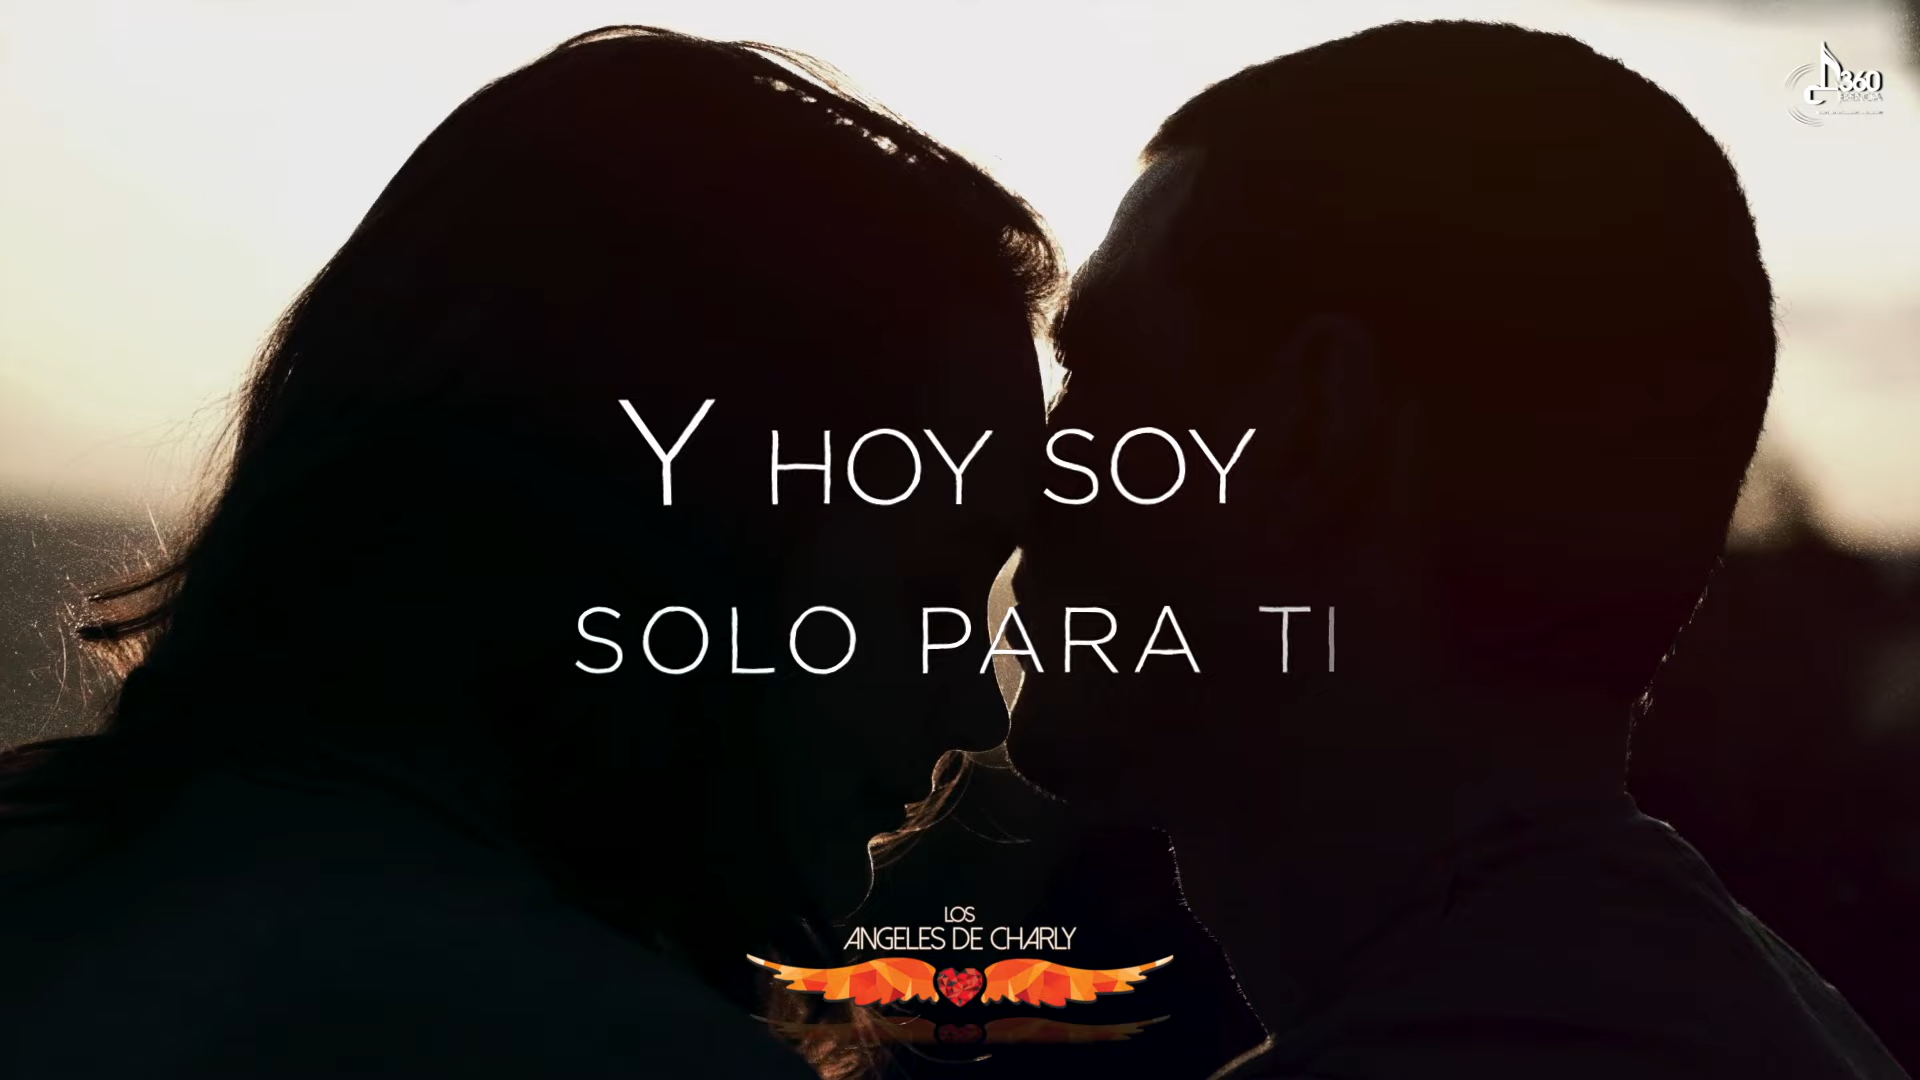 360
Y HOY SOY
SOLO PARA TI
LOS
ANGELES DE CHARLY